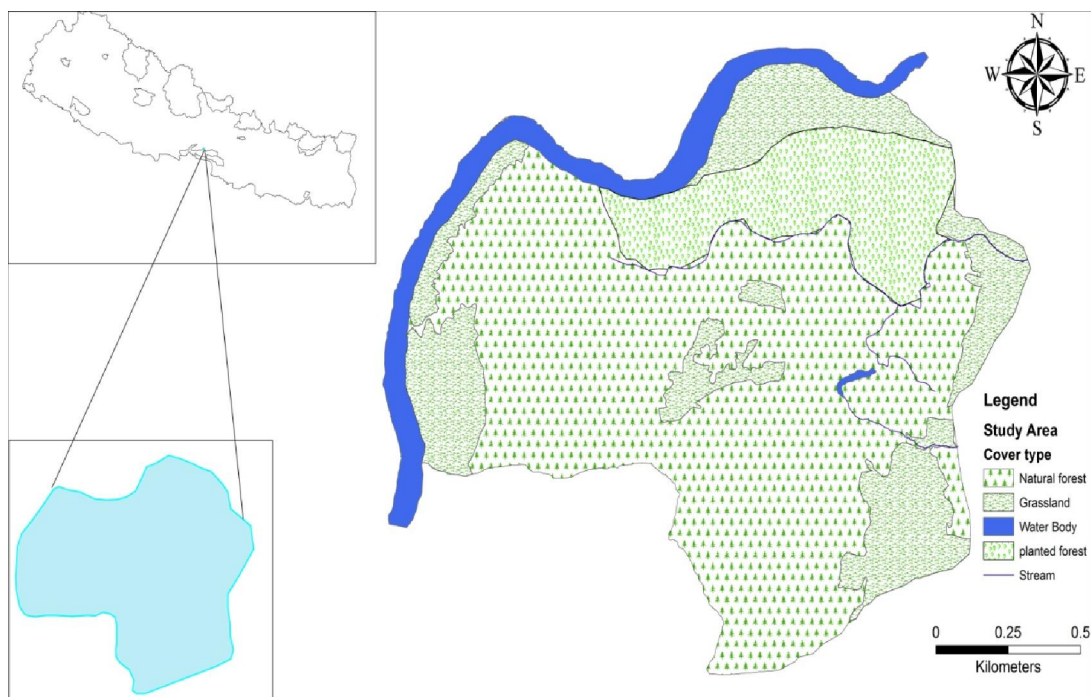 N
W E
S
Legend
Study Area
Cover type
Natural forest
Grassland
Water Body
planted forest
Stream
0 0.25 0.5
Kilometers